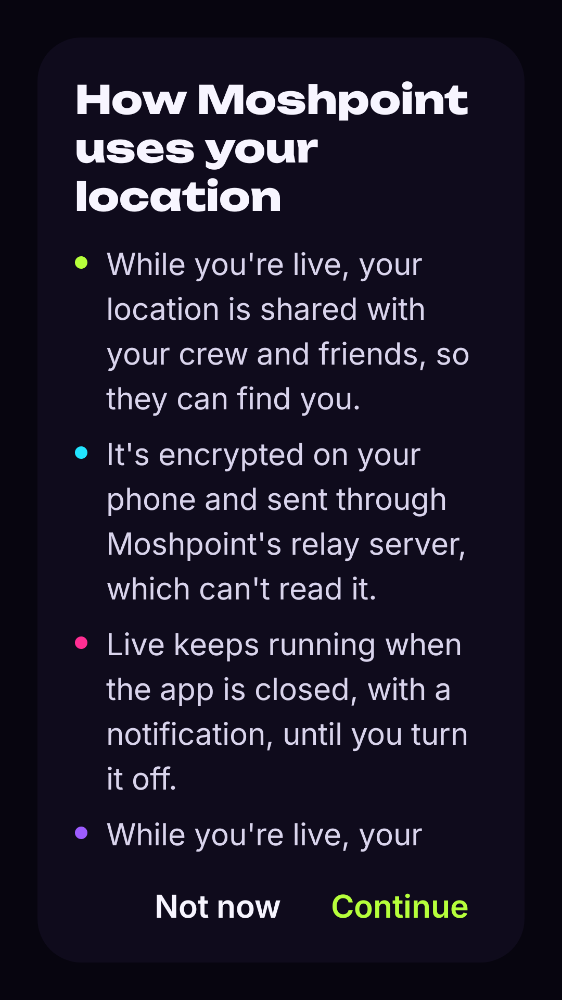 How Moshpoint
uses your
location
While you're live, your
location is shared with
your crew and friends, so
they can find you.
It's encrypted on your
phone and sent through
Moshpoint's relay server,
which can't read it.
Live keeps running when
the app is closed, with a
notification, until you turn
it off.
While you're live, your
Not now Continue